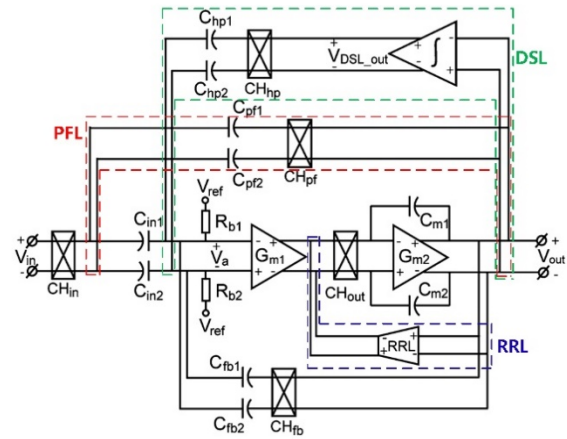 Chp1
+ + -
VDSL_out ∫ DSL
- - +
Chp2 CHhp
Cpf1
PFL
Cpf2 CHpf
Vref
Cin1 Rb1 Cm1
+ + - - + +
Vin Va Gm1 Gm2 Vout
- - + + - -
CHin Cin2 Rb2 CHout Cm2
Vref
- +
RRL RRL
+ -
Cfb1
Cfb2 CHfb